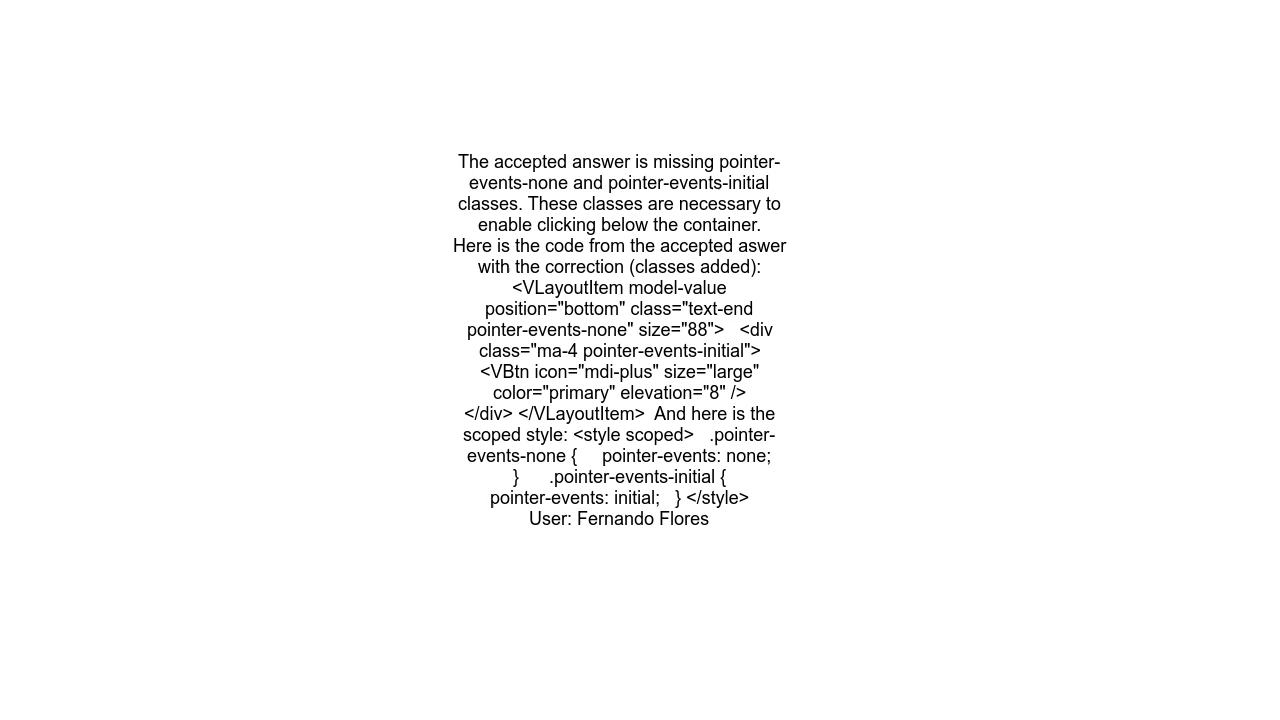 The accepted answer is missing pointer-
events-none and pointer-events-initial
classes. These classes are necessary to
enable clicking below the container.
Here is the code from the accepted aswer
with the correction (classes added):
<VLayoutItem model-value
position="bottom" class="text-end
pointer-events-none" size="88">   <div
class="ma-4 pointer-events-initial">
<VBtn icon="mdi-plus" size="large"
color="primary" elevation="8" />
</div> </VLayoutItem>  And here is the
scoped style: <style scoped>   .pointer-
events-none {     pointer-events: none;
}      .pointer-events-initial {
pointer-events: initial;   } </style>
User: Fernando Flores